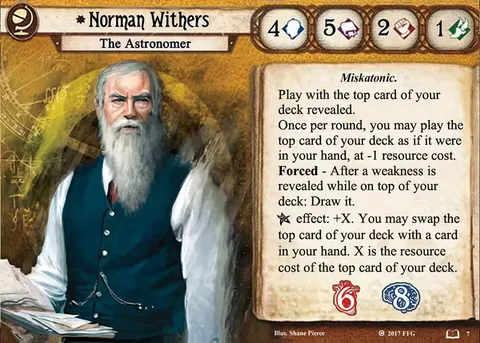 Norman Withers
The Astronomer
4 5 2 1
Miskatonic.
Play with the top card of your
deck revealed.
Once per round, you may play the
top card of your deck as if it were
in your hand, at -1 resource cost.
Forced - After a weakness is
revealed while on top of your
deck: Draw it.
effect: +X. You may swap the
top card of your deck with a card
in your hand. X is the resource
cost of the top card of your deck.
6 8
Illus. Shane Pierce © 2017 FFG 7